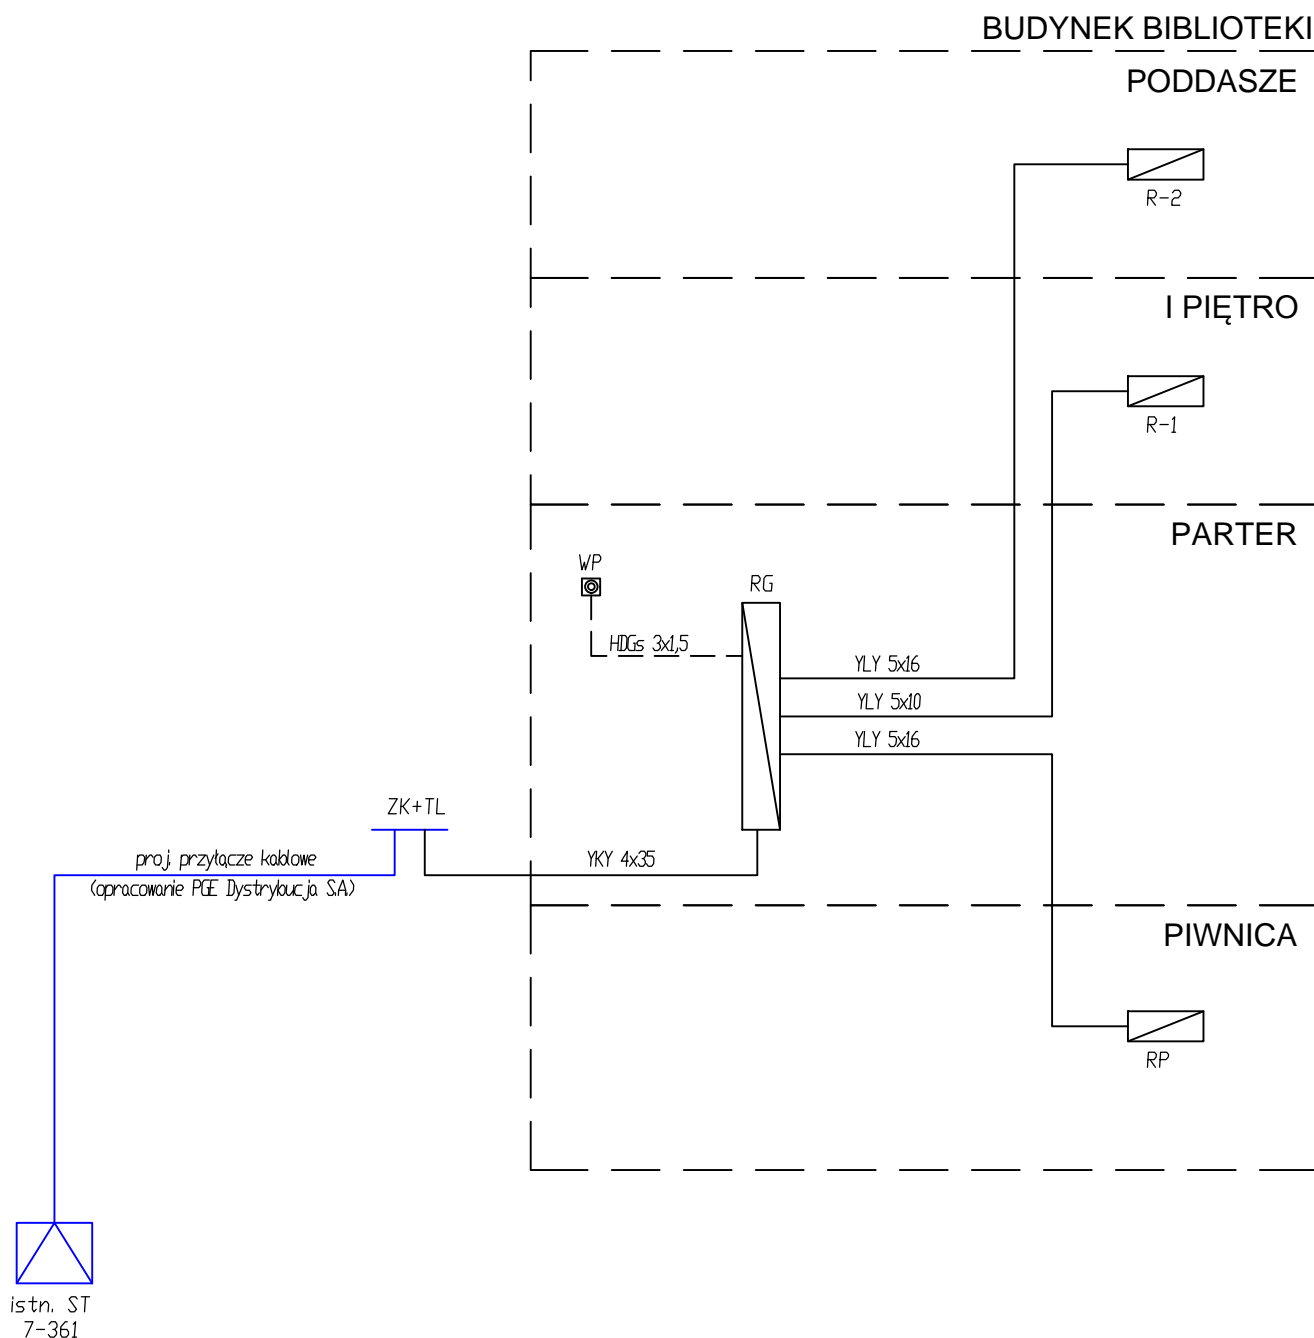 BUDYNEK BIBLIOTEKI
PODDASZE
R-2
I PIĘTRO
R-1
PARTER
WP
RG
HDGs 3x1,5
YLY 5x16
YLY 5x10
YLY 5x16
ZK+TL
proj. przyłącze kablowe
(opracowanie PGE Dystrybucja S.A.)
YKY 4x35
PIWNICA
RP
istn. ST
7-361